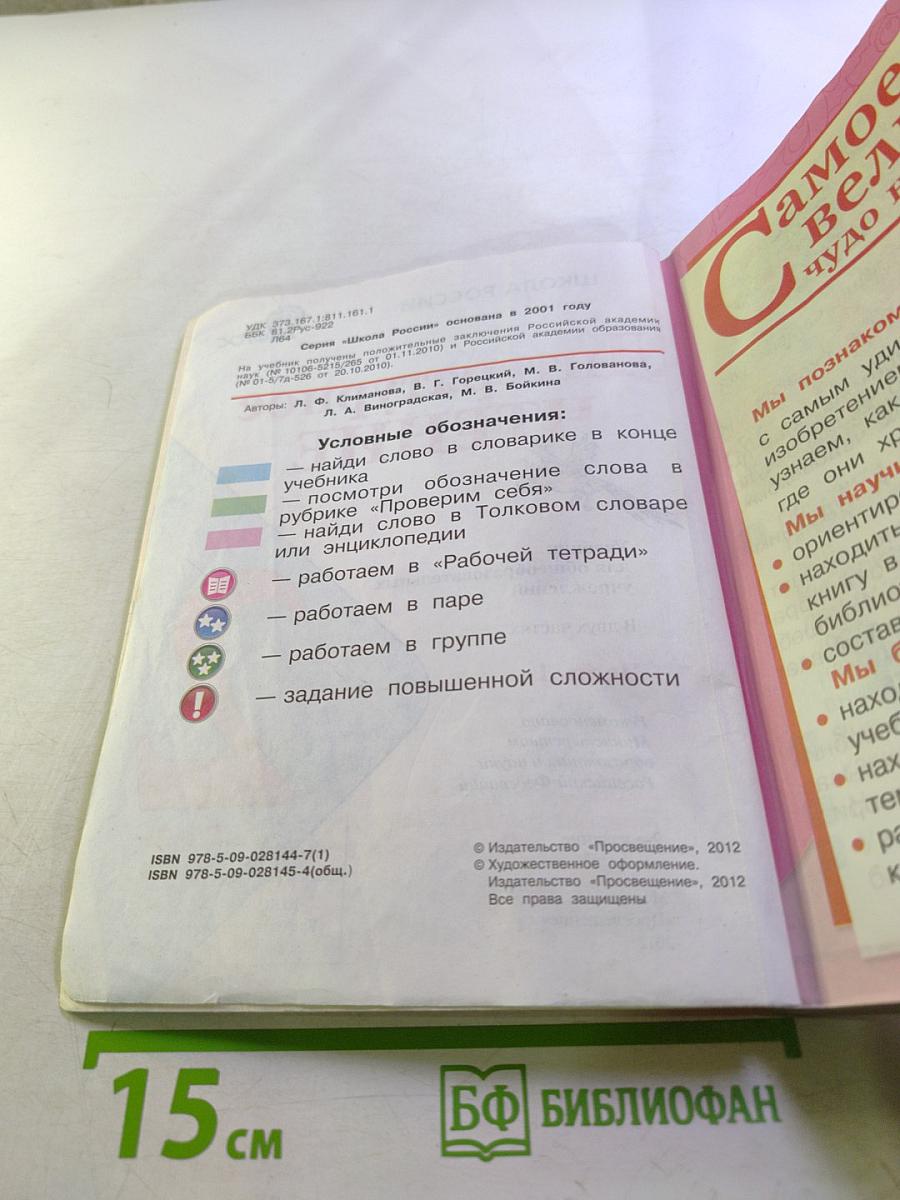 УДК 373.167.1:811.161.1
ББК 81.2Рус-922
Л64
Серия «Школа России» основана в 2001 году
На учебник получены положительные заключения Российской академии
наук (№ 10106-5215/265 от 01.11.2010) и Российской академии образования
(№ 01-5/7д-526 от 20.10.2010).
Авторы: Л. Ф. Климанова, В. Г. Горецкий, М. В. Голованова,
Л. А. Виноградская, М. В. Бойкина
Условные обозначения:
— найди слово в словарике в конце
учебника
— посмотри обозначение слова в
рубрике «Проверим себя»
— найди слово в Толковом словаре
или энциклопедии
— работаем в «Рабочей тетради»
— работаем в паре
— работаем в группе
— задание повышенной сложности
ISBN 978-5-09-028144-7(1)
ISBN 978-5-09-028145-4(общ.)
© Издательство «Просвещение», 2012
© Художественное оформление.
Издательство «Просвещение», 2012
Все права защищены
Самое
вел
чудо
Мы познаком
с самым уди
изобретением
узнаем, как
где они хр
Мы научи
• ориентиро
• находить
книгу в
библио
• состав
Мы б
• наход
учеб
• нах
те
• ра
к
15 см
БФ БИБЛИОФАН